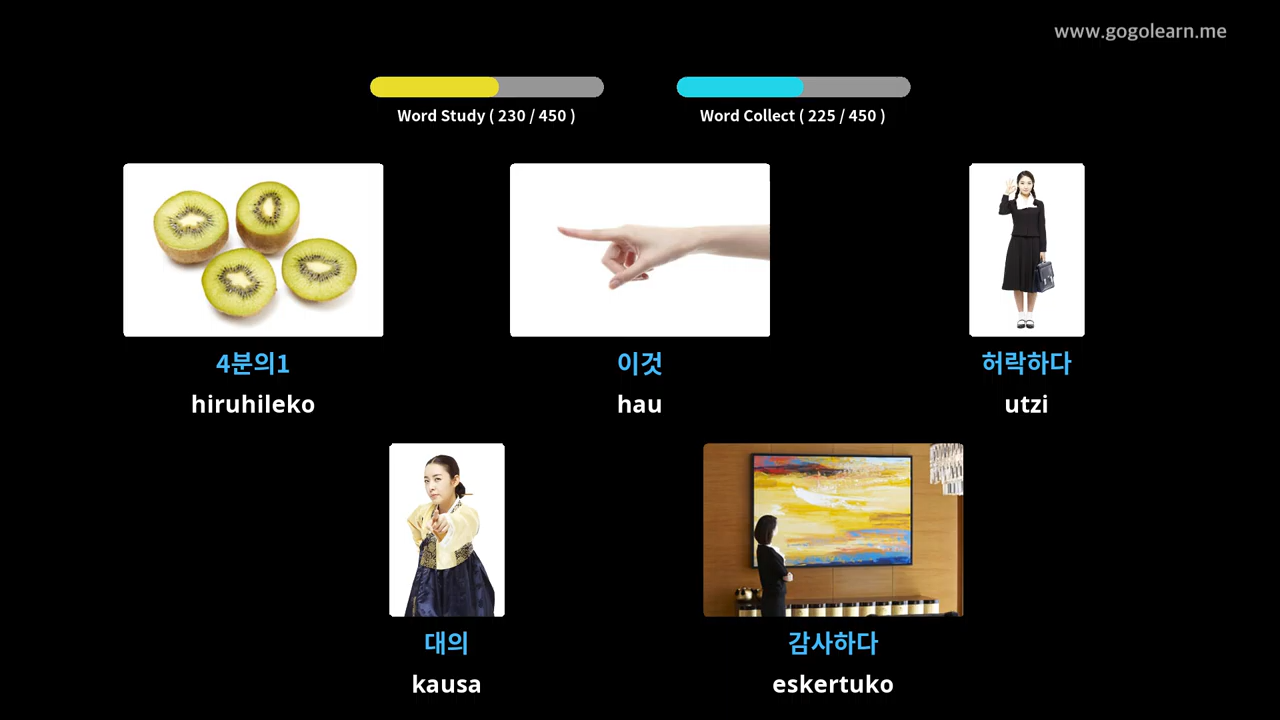 www.gogolearn.me
Word Study ( 230 / 450 )
Word Collect ( 225 / 450 )
4분의1
hiruhileko
이것
hau
허락하다
utzi
대의
kausa
감사하다
eskertuko